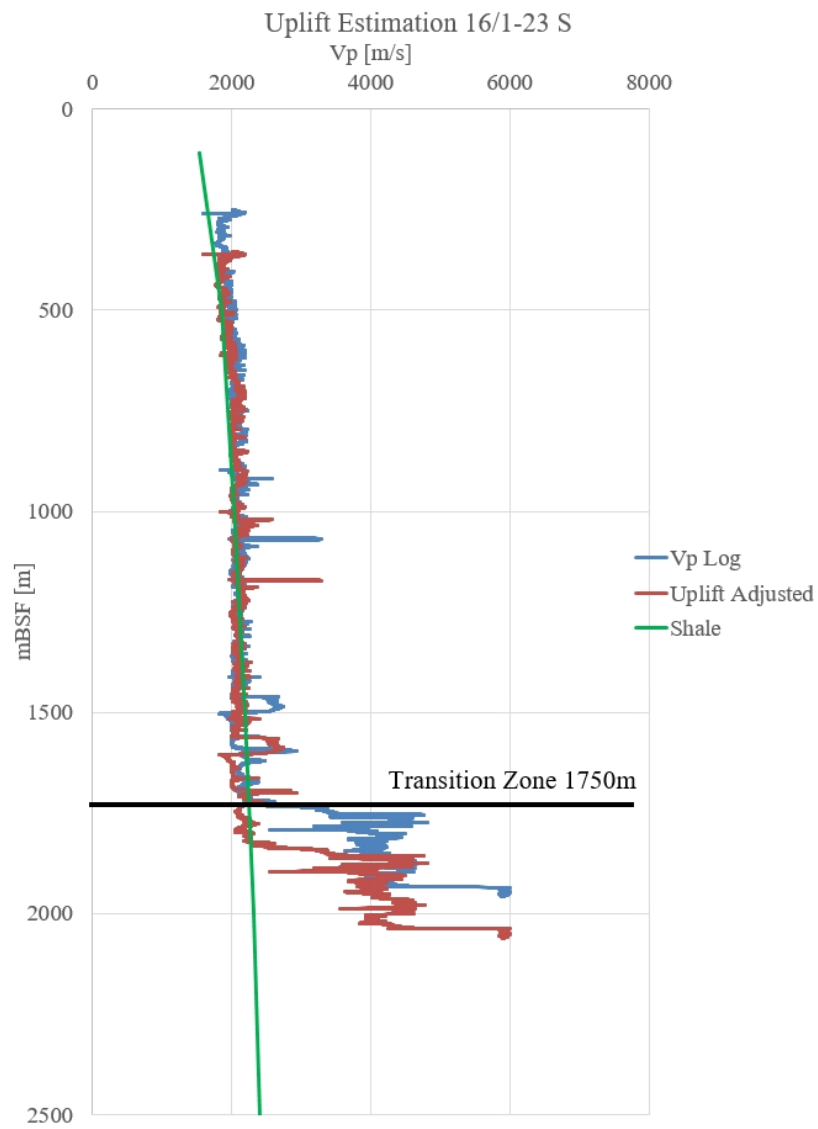 Uplift Estimation 16/1-23 S
Vp [m/s]
0 2000 4000 6000 8000
0
500
1000
1500
2000
2500
mBSF [m]
Vp Log
Uplift Adjusted
Shale
Transition Zone 1750m